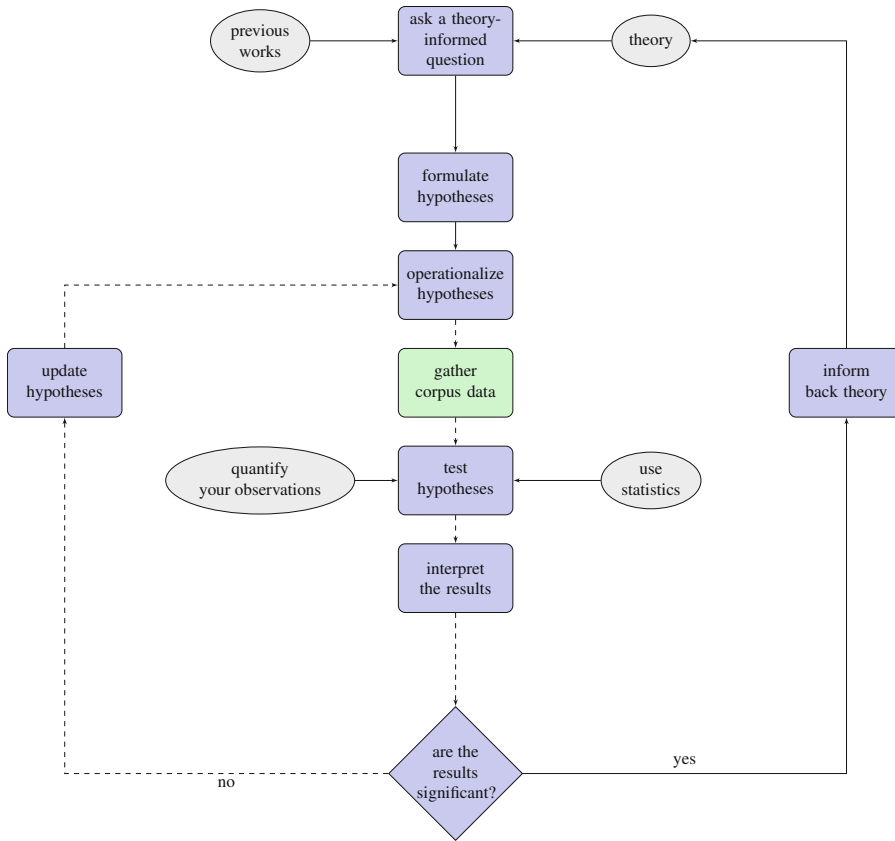 previous
works
ask a theory-
informed
question
theory
formulate
hypotheses
operationalize
hypotheses
update
hypotheses
gather
corpus data
inform
back theory
quantify
your observations
test
hypotheses
use
statistics
interpret
the results
are the
results
significant?
no
yes